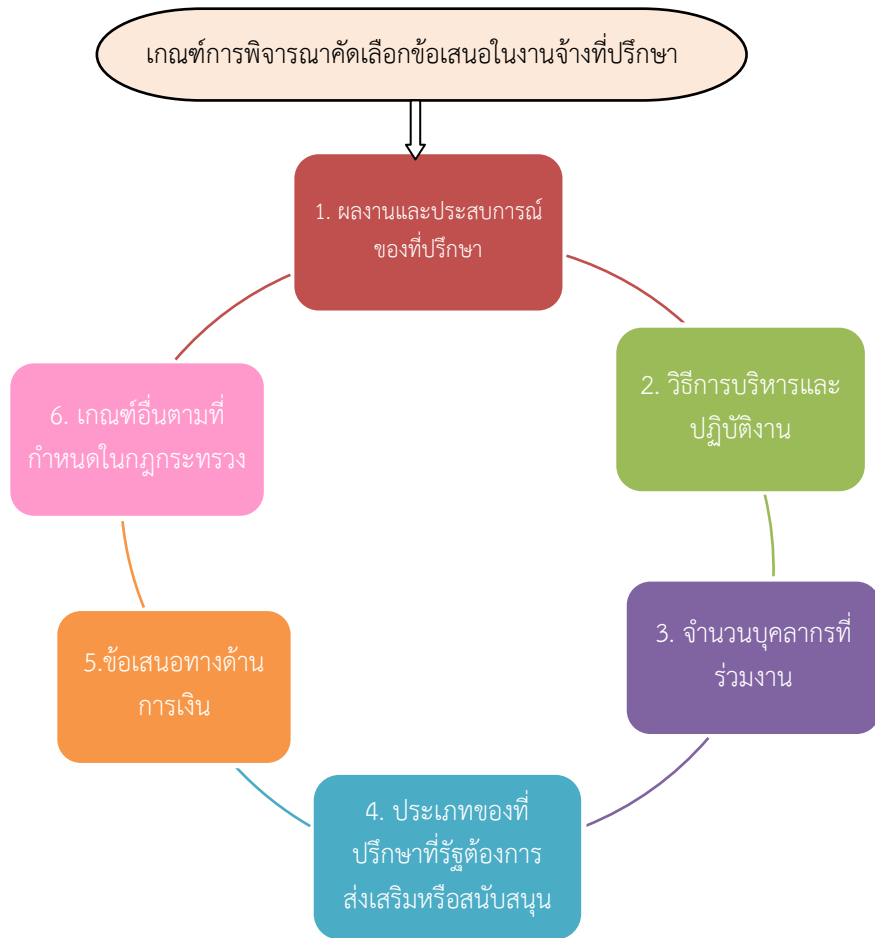 เกณฑ์การพิจารณาคัดเลือกข้อเสนอในงานจ้างที่ปรึกษา
1. ผลงานและประสบการณ์
ของที่ปรึกษา
2. วิธีการบริหารและ
ปฏิบัติงาน
3. จำนวนบุคลากรที่
ร่วมงาน
4. ประเภทของที่
ปรึกษาที่รัฐต้องการ
ส่งเสริมหรือสนับสนุน
5.ข้อเสนอทางด้าน
การเงิน
6. เกณฑ์อื่นตามที่
กำหนดในกฎกระทรวง